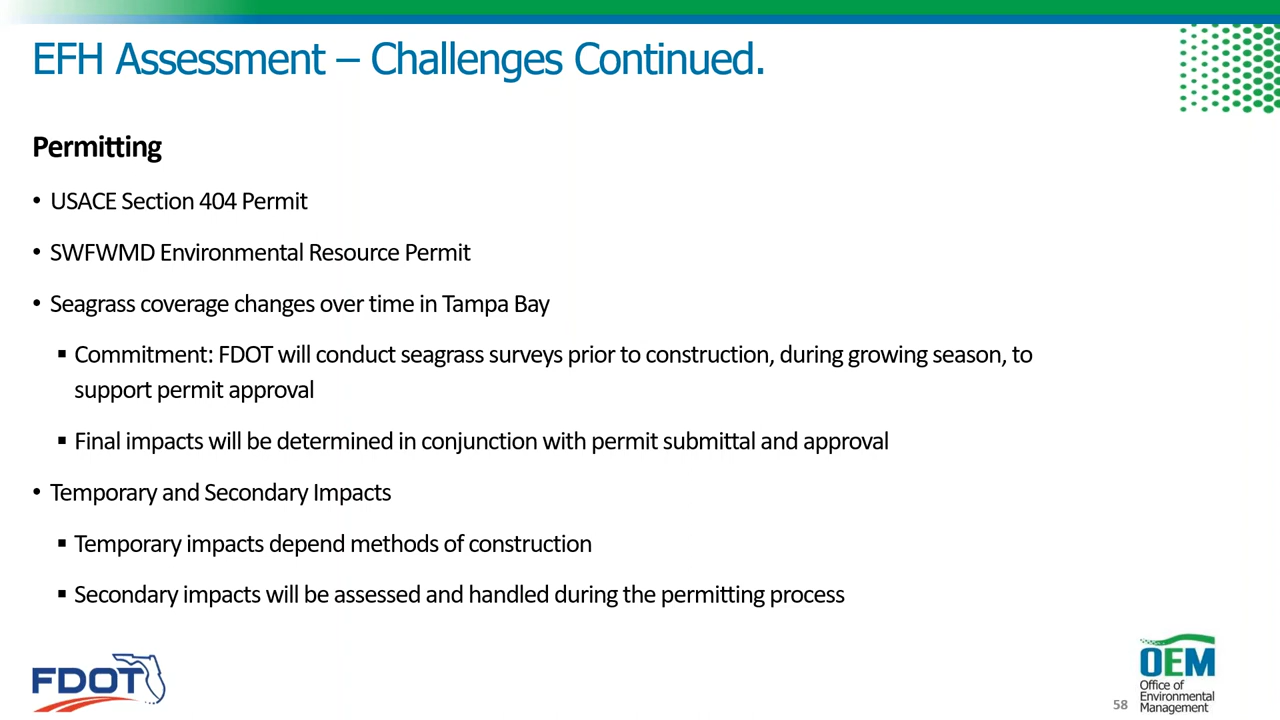 EFH Assessment – Challenges Continued.
Permitting
• USACE Section 404 Permit
• SWFWMD Environmental Resource Permit
• Seagrass coverage changes over time in Tampa Bay
▪ Commitment: FDOT will conduct seagrass surveys prior to construction, during growing season, to
support permit approval
▪ Final impacts will be determined in conjunction with permit submittal and approval
• Temporary and Secondary Impacts
▪ Temporary impacts depend methods of construction
▪ Secondary impacts will be assessed and handled during the permitting process
FDOT
58
OEM
Office of
Environmental
Management